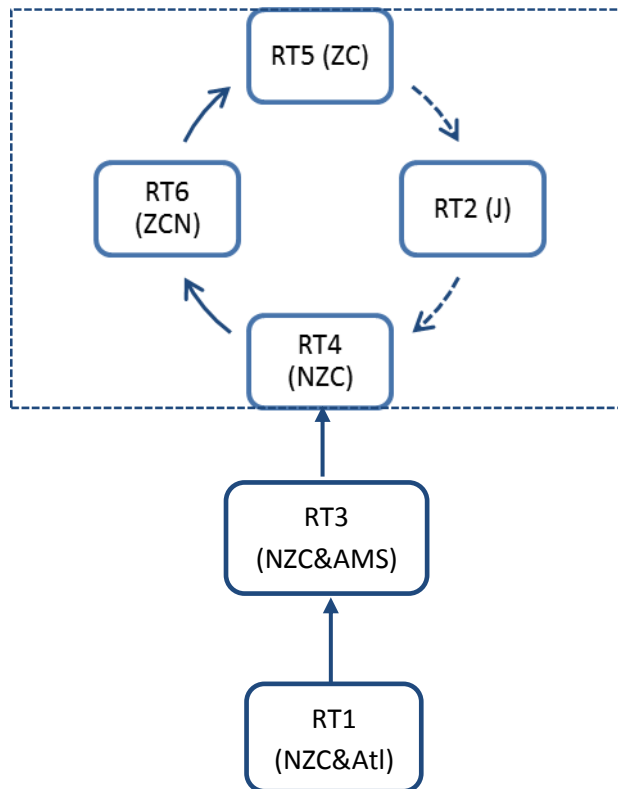 RT5 (ZC)
RT6
(ZCN)
RT2 (J)
RT4
(NZC)
RT3
(NZC&AMS)
RT1
(NZC&Atl)